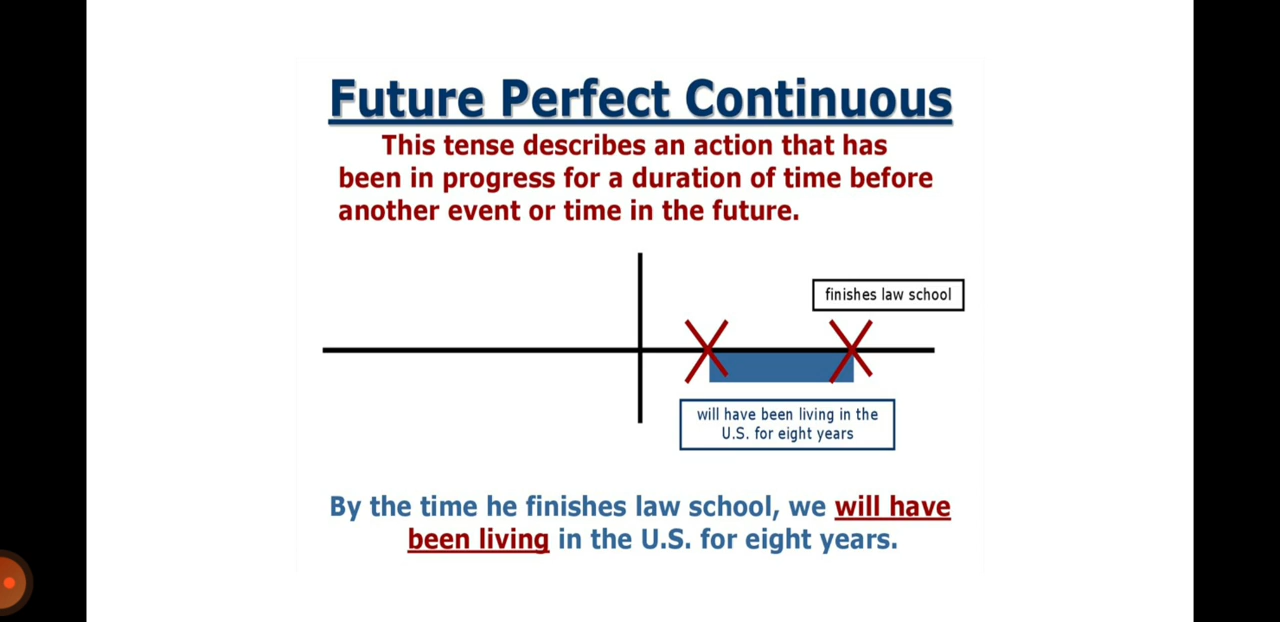 Future Perfect Continuous
This tense describes an action that has
been in progress for a duration of time before
another event or time in the future.
finishes law school
will have been living in the
U.S. for eight years
By the time he finishes law school, we will have
been living in the U.S. for eight years.